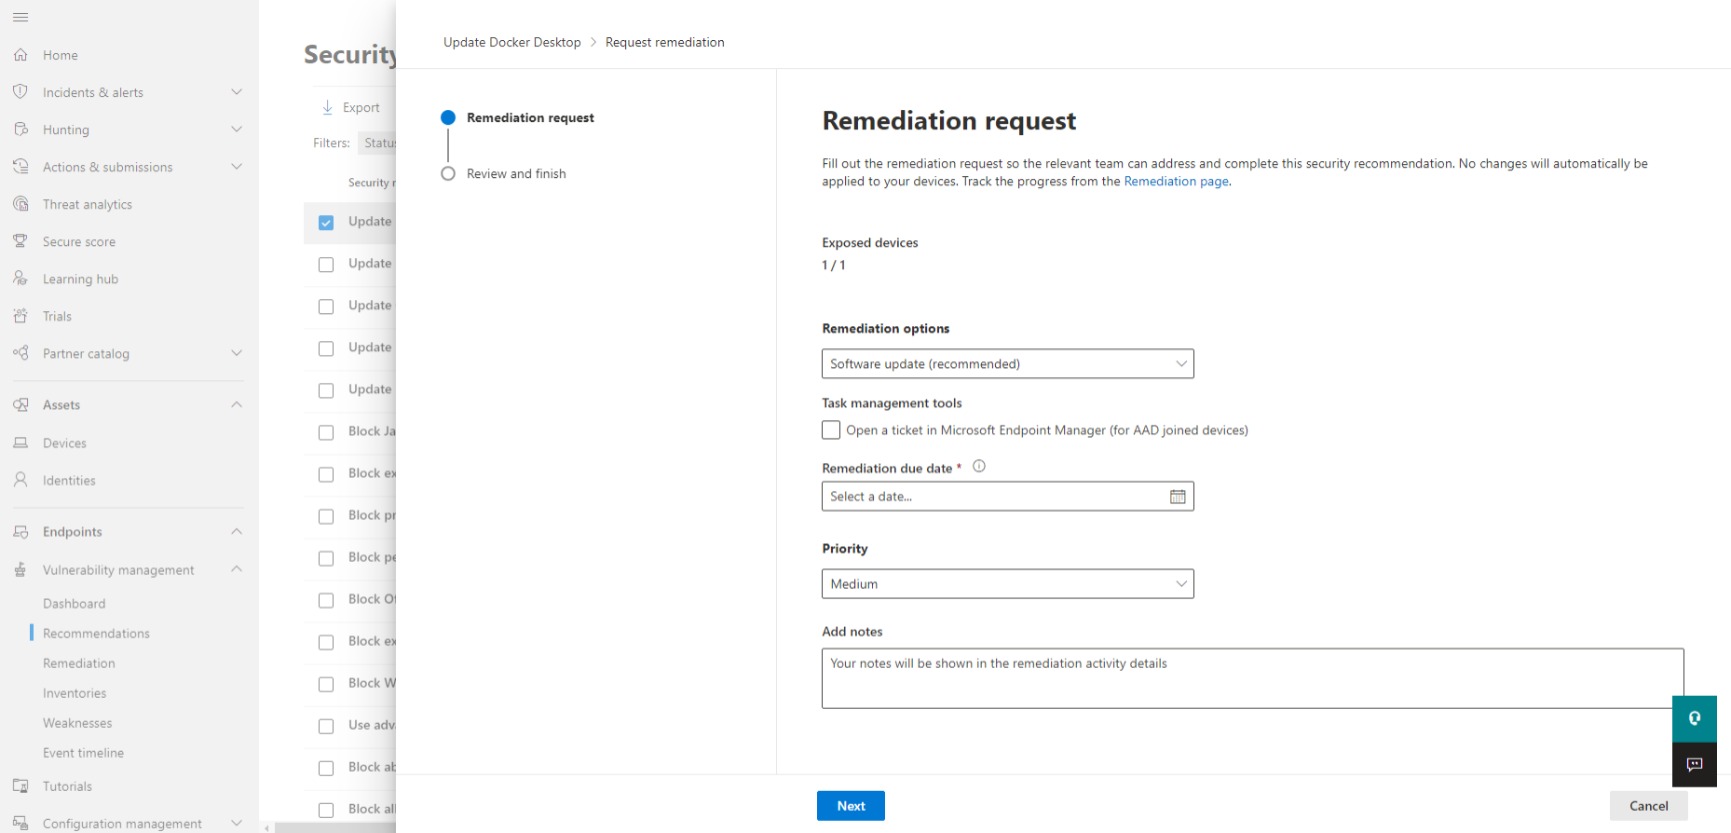 Home
Incidents & alerts
Hunting
Actions & submissions
Threat analytics
Secure score
Learning hub
Trials
Partner catalog
Assets
Devices
Identities
Endpoints
Vulnerability management
Dashboard
Recommendations
Remediation
Inventories
Weaknesses
Event timeline
Tutorials
Configuration management
Security
Export
Filters: Status
Security r
Update
Update
Update
Update
Update
Block Ja
Block ex
Block pr
Block pe
Block Of
Block ex
Block W
Use adv
Block ab
Block all
Update Docker Desktop > Request remediation
Remediation request
Review and finish
Remediation request
Fill out the remediation request so the relevant team can address and complete this security recommendation. No changes will automatically be
applied to your devices. Track the progress from the Remediation page.
Exposed devices
1 / 1
Remediation options
Software update (recommended)
Task management tools
Open a ticket in Microsoft Endpoint Manager (for AAD joined devices)
Remediation due date *
Select a date...
Priority
Medium
Add notes
Your notes will be shown in the remediation activity details
Next
Cancel